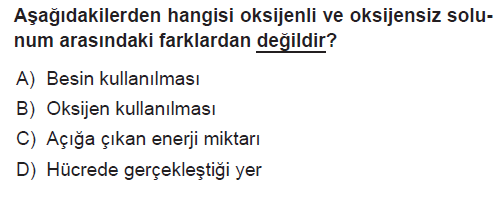 Aşağıdakilerden hangisi oksijenli ve oksijensiz solu-
num arasındaki farklardan değildir?
A) Besin kullanılması
B) Oksijen kullanılması
C) Açığa çıkan enerji miktarı
D) Hücrede gerçekleştiği yer